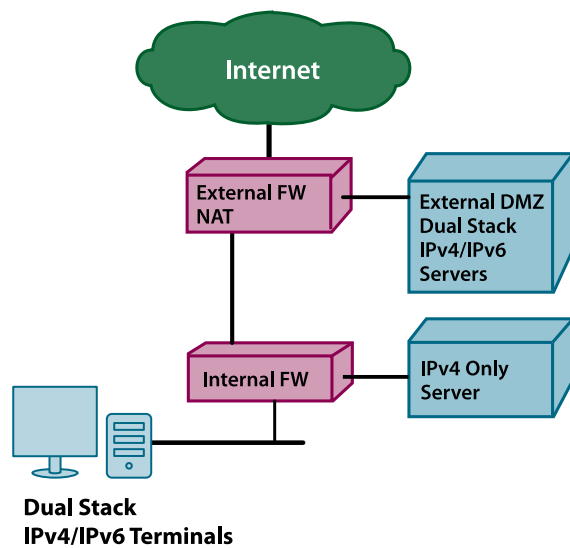 Internet
External FW
NAT
External DMZ
Dual Stack
IPv4/IPv6
Servers
Internal FW
IPv4 Only
Server
Dual Stack
IPv4/IPv6 Terminals